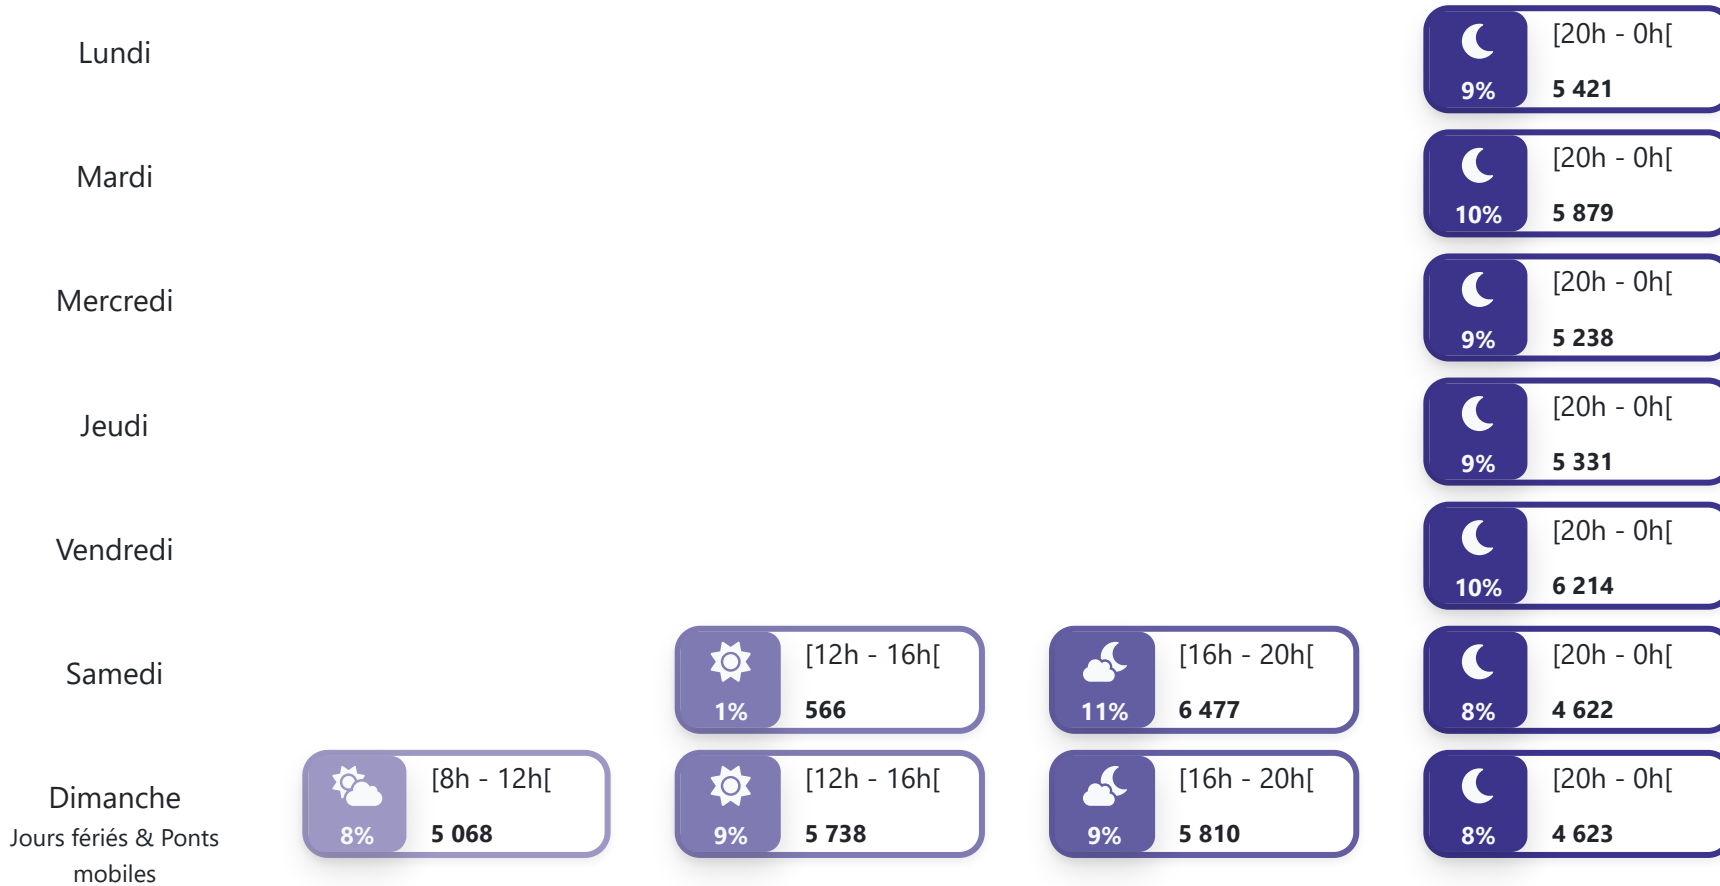 Lundi
[20h - 0h[
9%
5 421
Mardi
[20h - 0h[
10%
5 879
Mercredi
[20h - 0h[
9%
5 238
Jeudi
[20h - 0h[
9%
5 331
Vendredi
[20h - 0h[
10%
6 214
Samedi
[12h - 16h[
1%
566
[16h - 20h[
11%
6 477
[20h - 0h[
8%
4 622
Dimanche
Jours fériés & Ponts
mobiles
[8h - 12h[
8%
5 068
[12h - 16h[
9%
5 738
[16h - 20h[
9%
5 810
[20h - 0h[
8%
4 623